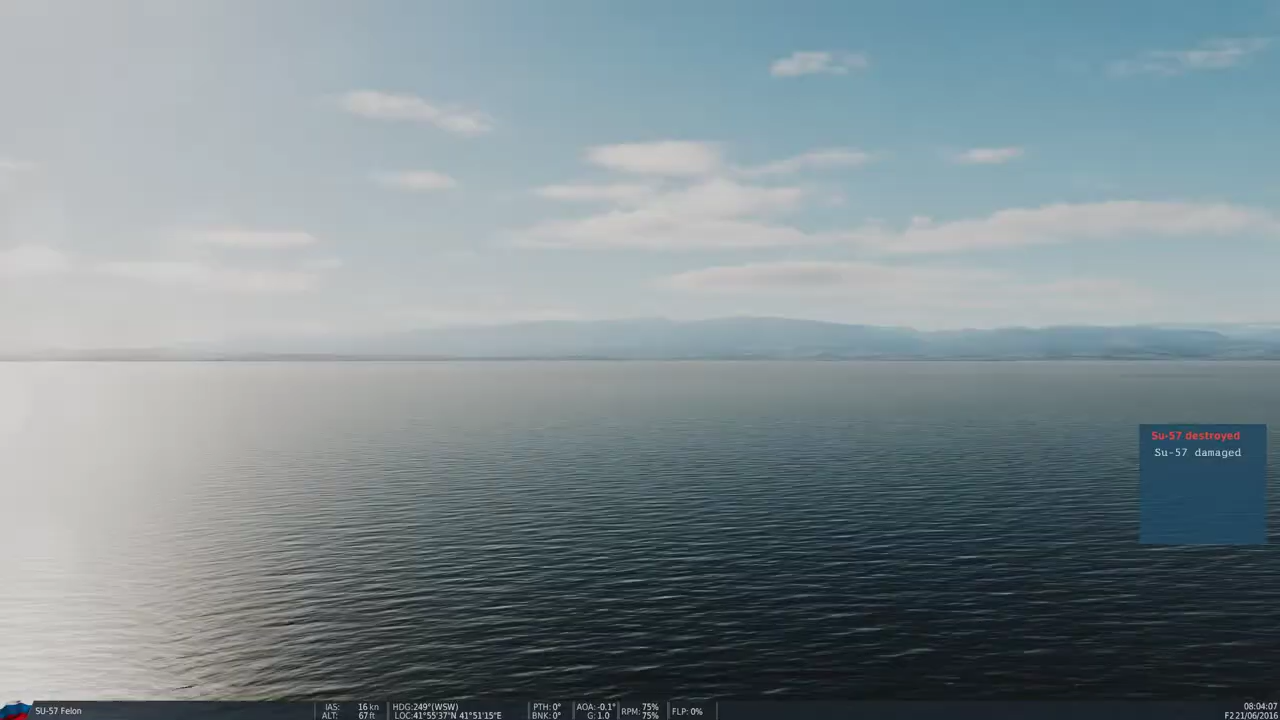 Su-57 destroyed
Su-57 damaged
SU-57 Felon
IAS: 16 kn
ALT: 67 ft
HDG: 249°(WSW)
LOC: 41°55'37"N 41°51'15"E
PTH: 0°
BNK: 0°
AOA: -0.1°
G: 1.0
RPM: 75%
RPM: 75%
FLP: 0%
08:04:07
F2 21/06/2016